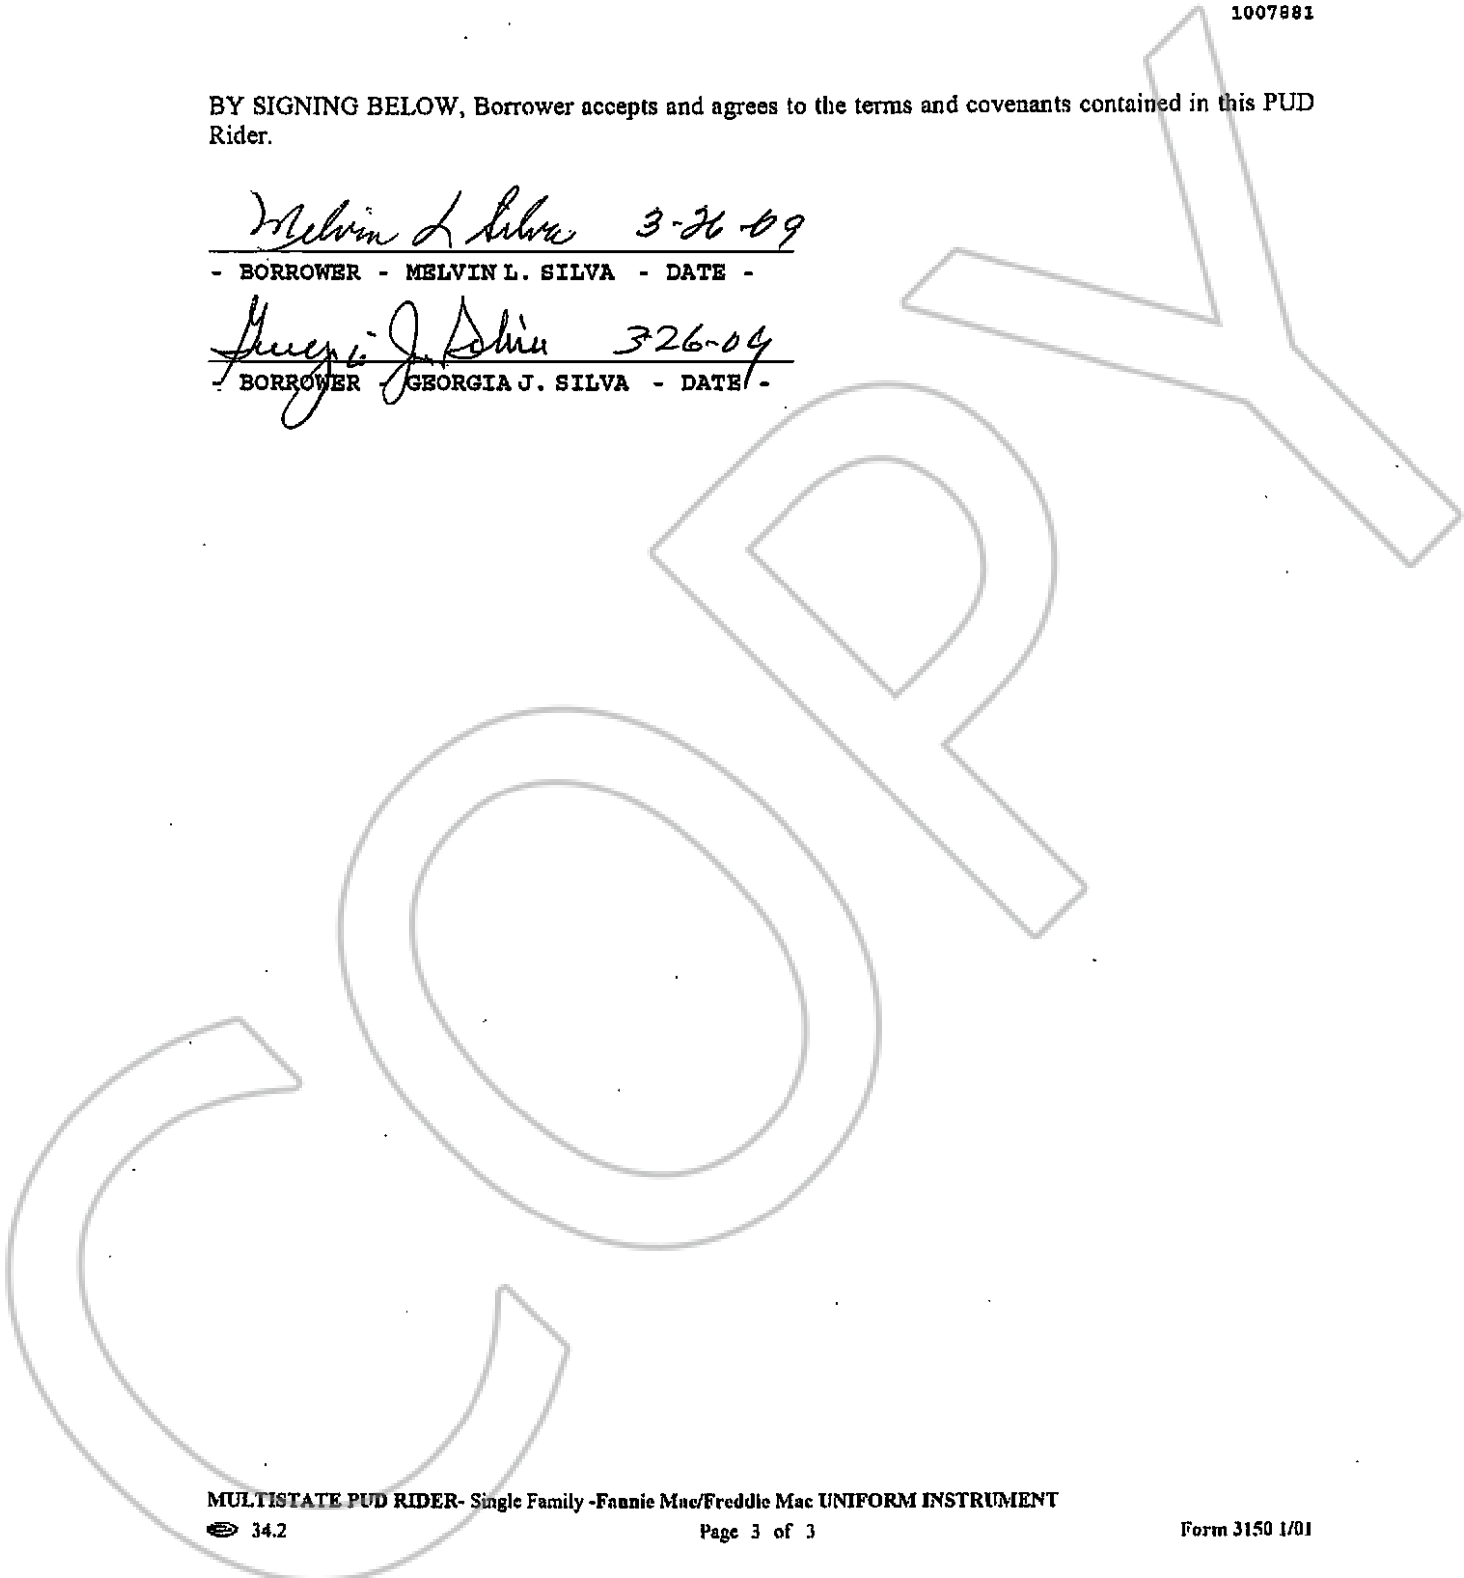 1007881
BY SIGNING BELOW, Borrower accepts and agrees to the terms and covenants contained in this PUD
Rider.
Melvin L Silva 3-26-09
- BORROWER - MELVIN L. SILVA - DATE -
Georgia J. Silva 3-26-09
- BORROWER - GEORGIA J. SILVA - DATE -
COPY
MULTISTATE PUD RIDER- Single Family -Fannie Mae/Freddie Mac UNIFORM INSTRUMENT
34.2 Page 3 of 3 Form 3150 1/01